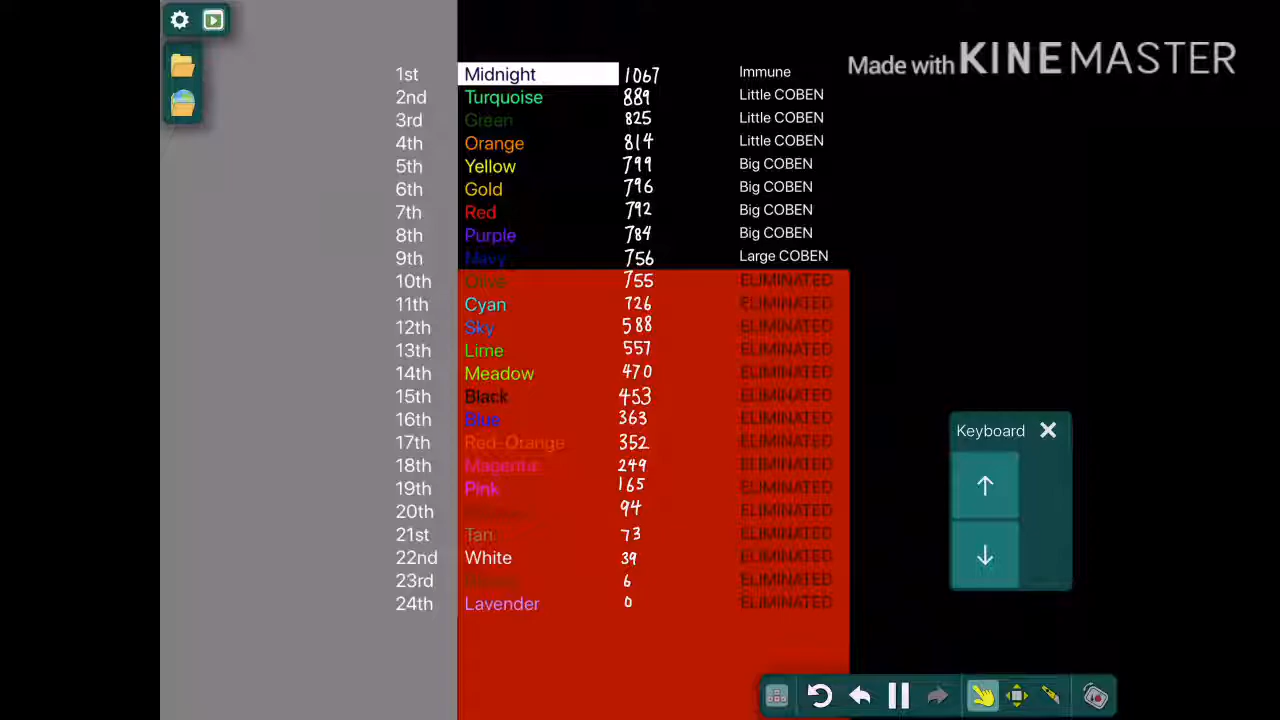 Made with KINEMASTER
1st Midnight 1067 Immune
2nd Turquoise 889 Little COBEN
3rd Green 825 Little COBEN
4th Orange 814 Little COBEN
5th Yellow 799 Big COBEN
6th Gold 796 Big COBEN
7th Red 792 Big COBEN
8th Purple 784 Big COBEN
9th Navy 756 Large COBEN
10th Olive 755 ELIMINATED
11th Cyan 726 ELIMINATED
12th Sky 588 ELIMINATED
13th Lime 557 ELIMINATED
14th Meadow 470 ELIMINATED
15th Black 453 ELIMINATED
16th Blue 363 ELIMINATED
17th Red-Orange 352 ELIMINATED
18th Magenta 249 ELIMINATED
19th Pink 165 ELIMINATED
20th 94 ELIMINATED
21st Tan 73 ELIMINATED
22nd White 39 ELIMINATED
23rd 6 ELIMINATED
24th Lavender 0 ELIMINATED
Keyboard